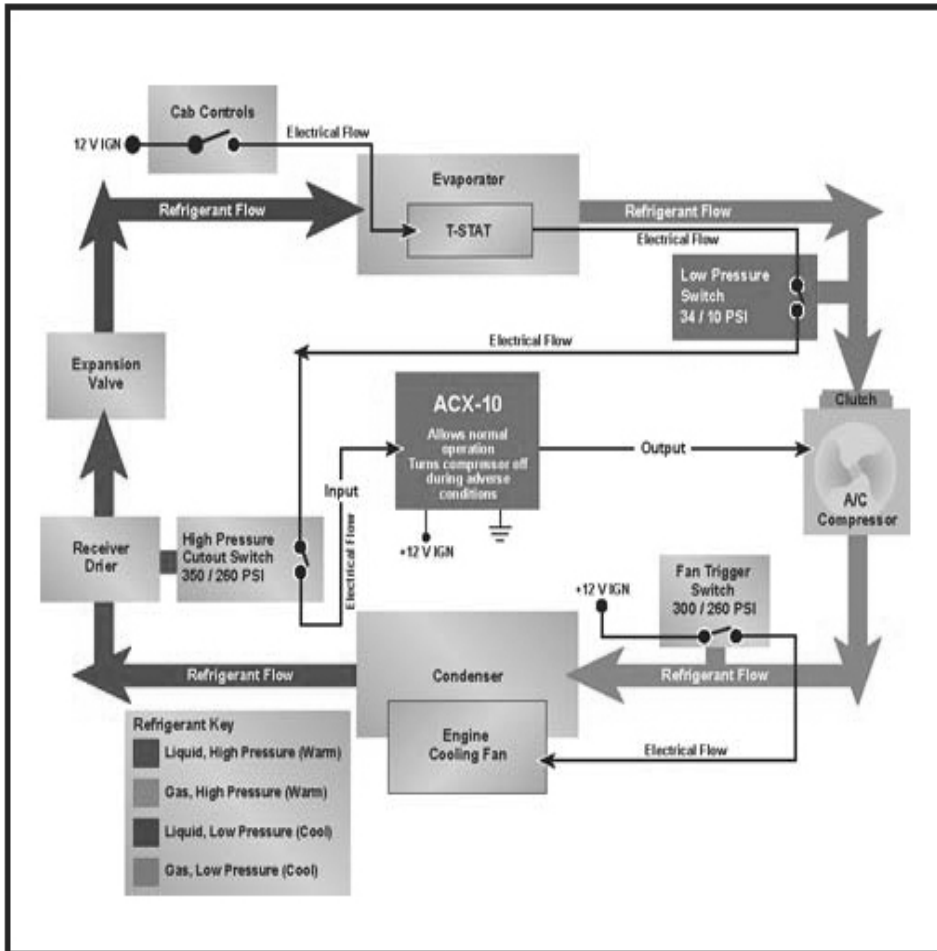 Cab Controls
12 V IGN
Electrical Flow
Evaporator
T-STAT
Refrigerant Flow
Refrigerant Flow
Electrical Flow
Low Pressure
Switch
34 / 10 PSI
Electrical Flow
Expansion
Valve
ACX-10
Allows normal
operation
Turns compressor off
during adverse
conditions
+12 V IGN
Input
Electrical Flow
Output
Clutch
A/C
Compressor
Receiver
Drier
High Pressure
Cutout Switch
350 / 260 PSI
Fan Trigger
Switch
300 / 260 PSI
+12 V IGN
Refrigerant Flow
Condenser
Refrigerant Flow
Engine
Cooling Fan
Electrical Flow
Refrigerant Key
Liquid, High Pressure (Warm)
Gas, High Pressure (Warm)
Liquid, Low Pressure (Cool)
Gas, Low Pressure (Cool)